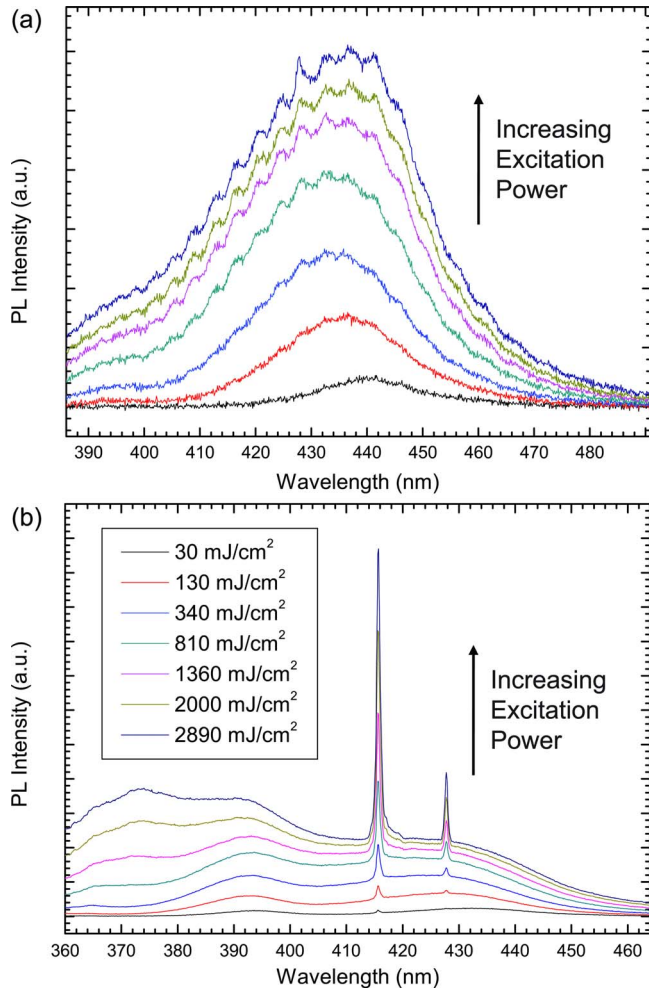 (a)
PL Intensity (a.u.)
Increasing
Excitation
Power
390 400 410 420 430 440 450 460 470 480
Wavelength (nm)
(b)
PL Intensity (a.u.)
30 mJ/cm²
130 mJ/cm²
340 mJ/cm²
810 mJ/cm²
1360 mJ/cm²
2000 mJ/cm²
2890 mJ/cm²
Increasing
Excitation
Power
360 370 380 390 400 410 420 430 440 450 460
Wavelength (nm)